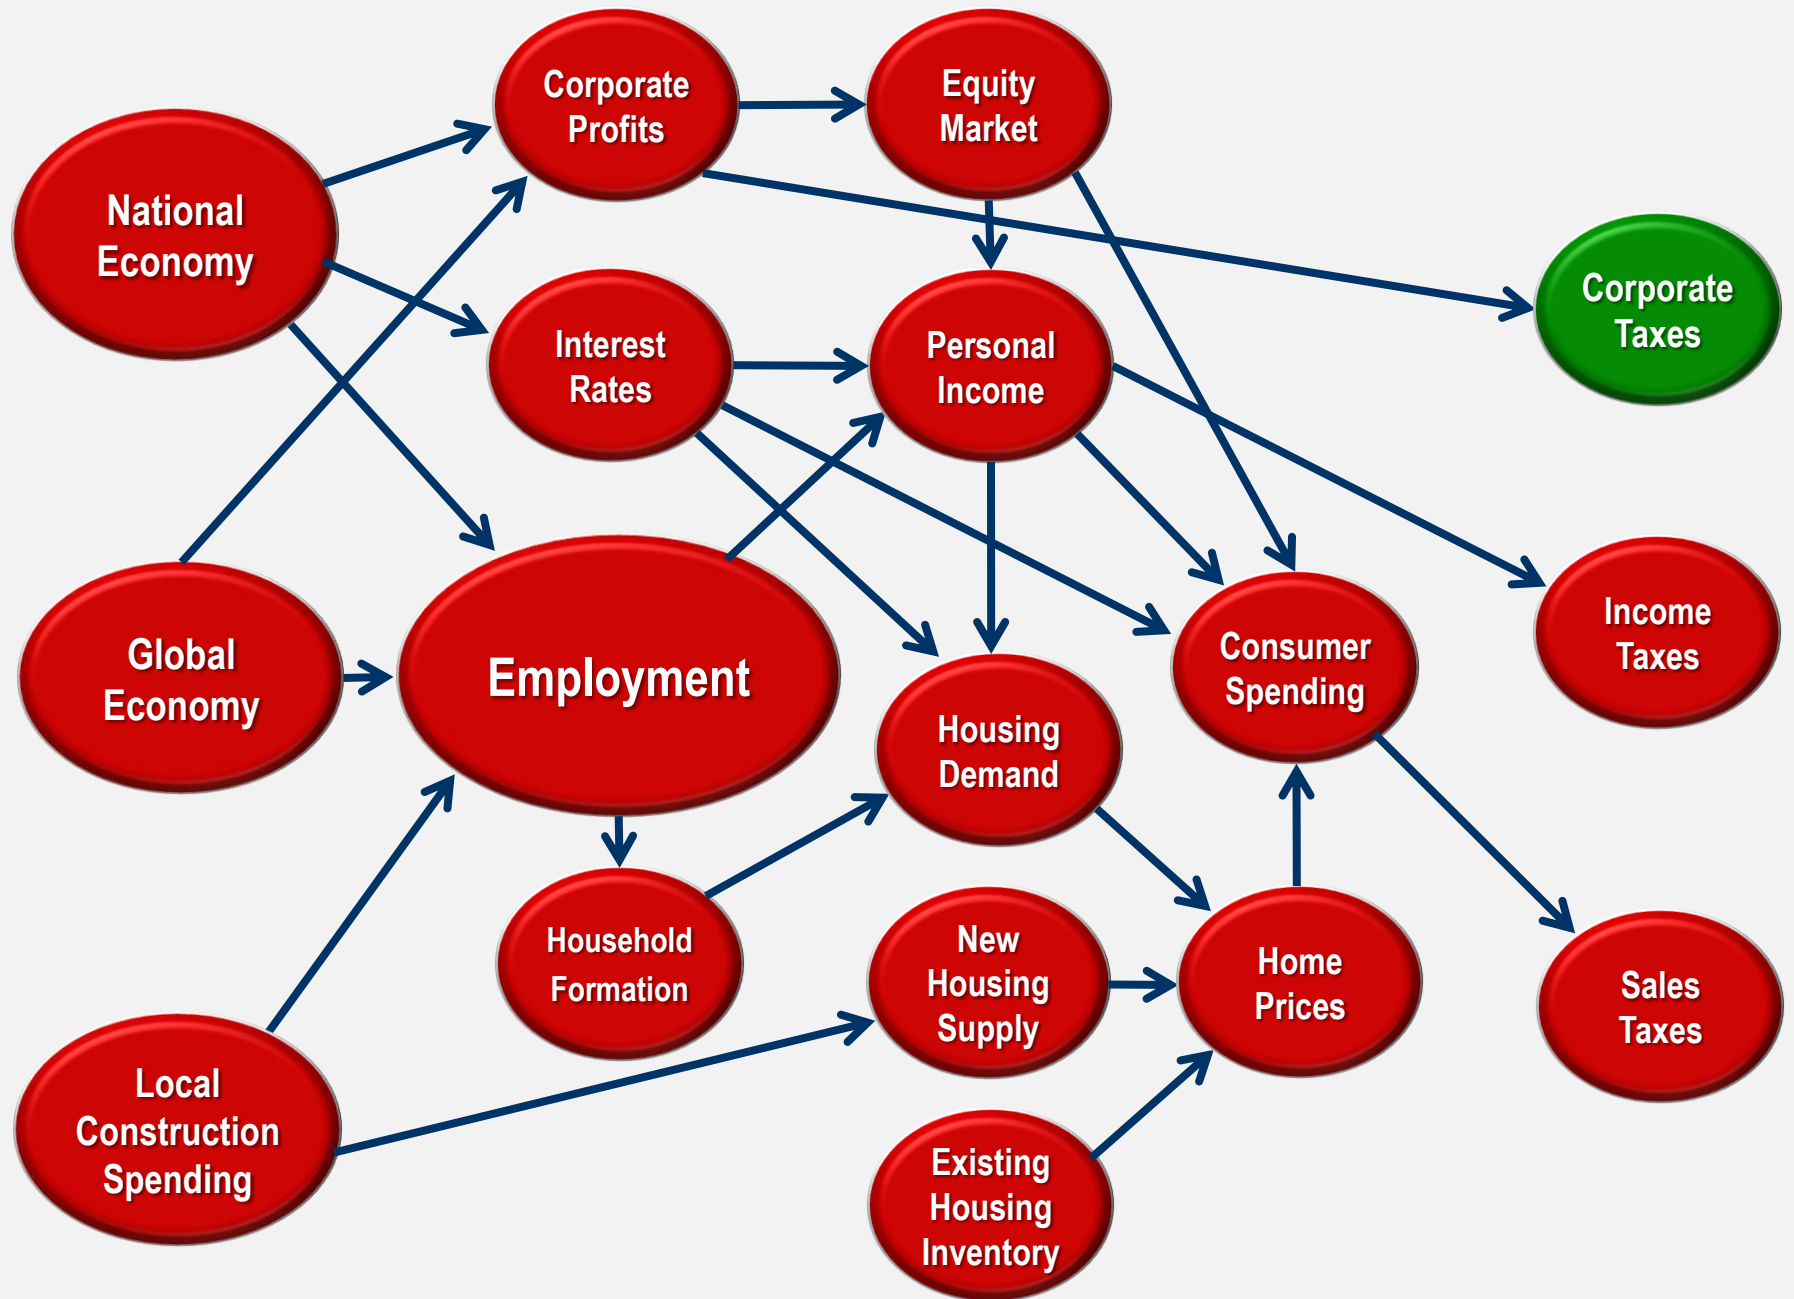 Corporate
Profits
Equity
Market
National
Economy
Corporate
Taxes
Interest
Rates
Personal
Income
Global
Economy
Employment
Consumer
Spending
Income
Taxes
Housing
Demand
Household
Formation
New
Housing
Supply
Home
Prices
Sales
Taxes
Local
Construction
Spending
Existing
Housing
Inventory